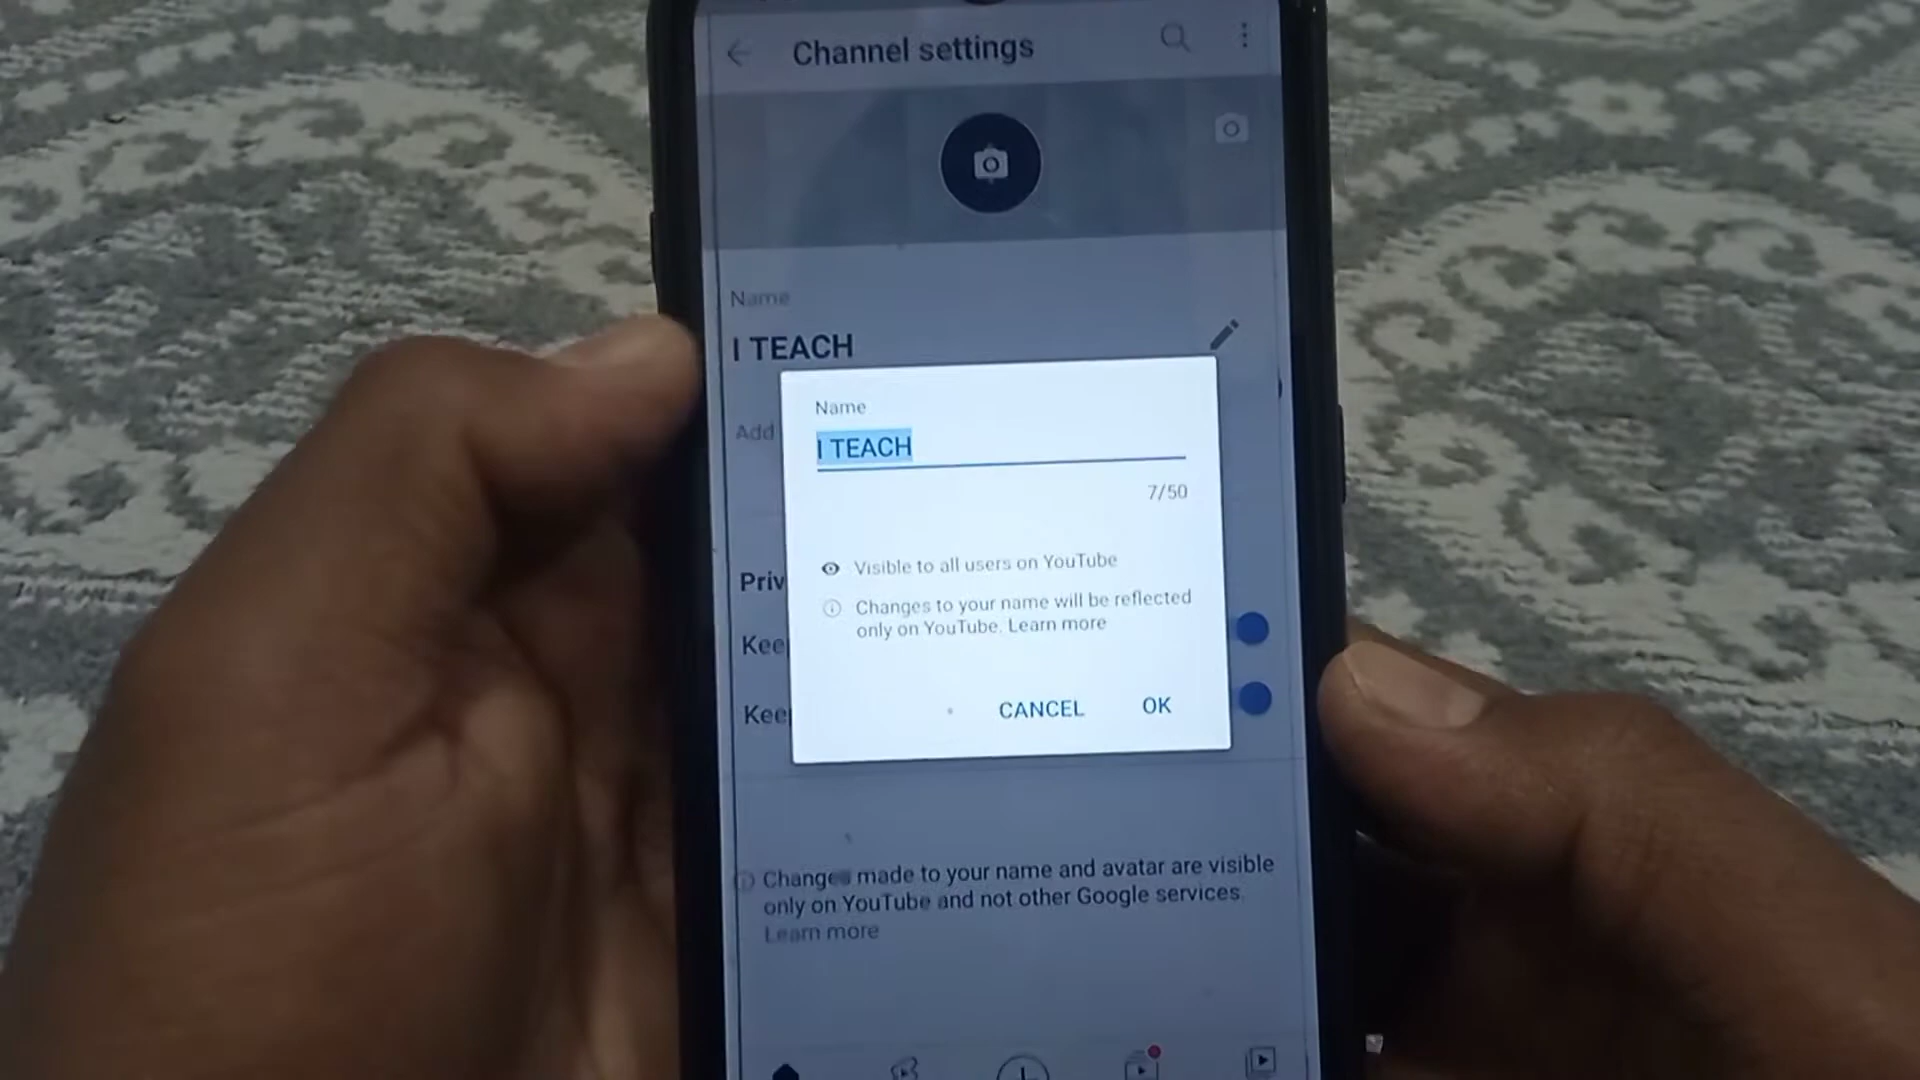 Channel settings
Name
I TEACH
Add
Name
I TEACH
7/50
Visible to all users on YouTube
Changes to your name will be reflected
only on YouTube. Learn more
Priv
Kee
Kee
CANCEL OK
Changes made to your name and avatar are visible
only on YouTube and not other Google services.
Learn more